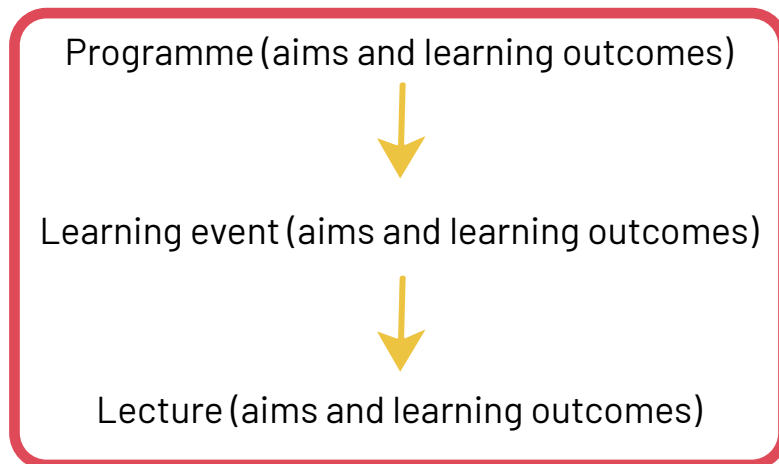 Programme (aims and learning outcomes)
Learning event (aims and learning outcomes)
Lecture (aims and learning outcomes)